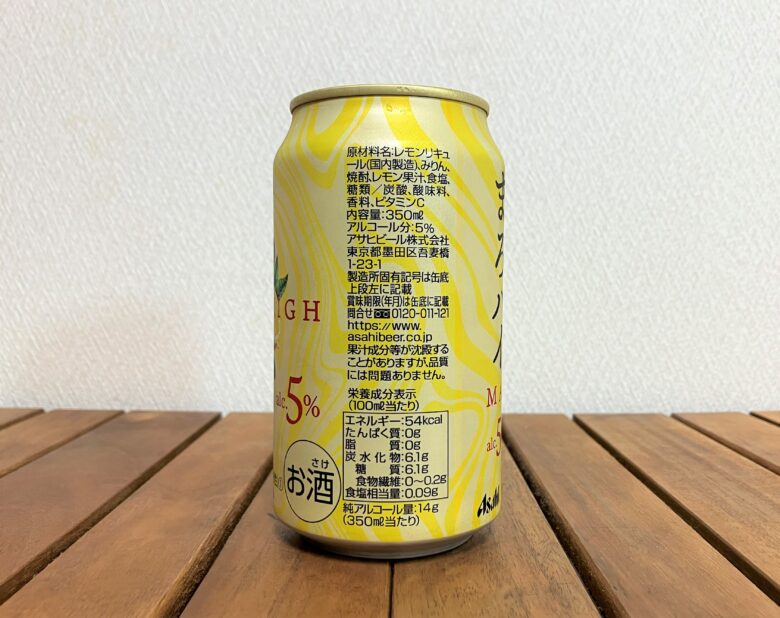 原材料名:レモンリキュ
ール(国内製造)、みりん、
焼酎、レモン果汁、食塩、
糖類/炭酸、酸味料、
香料、ビタミンC
内容量:350㎖
アルコール分:5%
アサヒビール株式会社
東京都墨田区吾妻橋
1-23-1
製造所固有記号は缶底
上段左に記載
賞味期限(年月)は缶底に記載
問合せ 0120-011-121
https://www.
asahibeer.co.jp
果汁成分等が沈殿する
ことがありますが、品質
には問題ありません。
栄養成分表示
(100㎖当たり)
エネルギー:54kcal
たんぱく質:0g
脂質:0g
炭水化物:6.1g
糖質:6.1g
食物繊維:0~0.2g
食塩相当量:0.09g
純アルコール量:14g
(350㎖当たり)
IGH
alc.5%
さけ
お酒
まろハイ
M
alc.5
Asahi